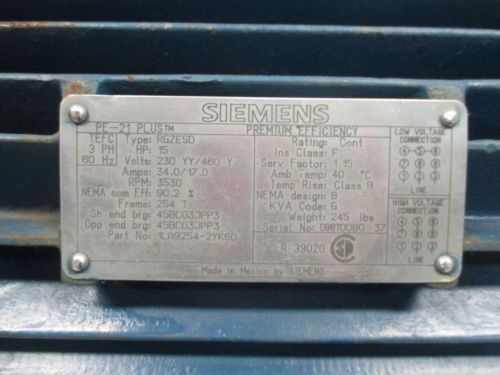 SIEMENS
PE-21 PLUS™ PREMIUM EFFICIENCY
TEFC Type: RGZESD
3 PH HP: 15
60 Hz Volts: 230 YY/460 Y
Amps: 34.0/17.0
RPM: 3530
NEMA nom Eff: 90.2 %
Frame: 254 T
Sh end brg: 45BC03JPP3
Opp end brg: 45BC03JPP3
Part No: 1LA9254-2YK60
Rating: Cont
Ins Class: F
Serv Factor: 1.15
Amb Temp: 40 °C
Temp Rise: Class B
NEMA design: B
KVA Code: G
Weight: 245 lbs
Serial No: 37
LR 39020
LOW VOLTAGE
CONNECTION
LINE
HIGH VOLTAGE
CONNECTION
LINE
Made in Mexico by SIEMENS